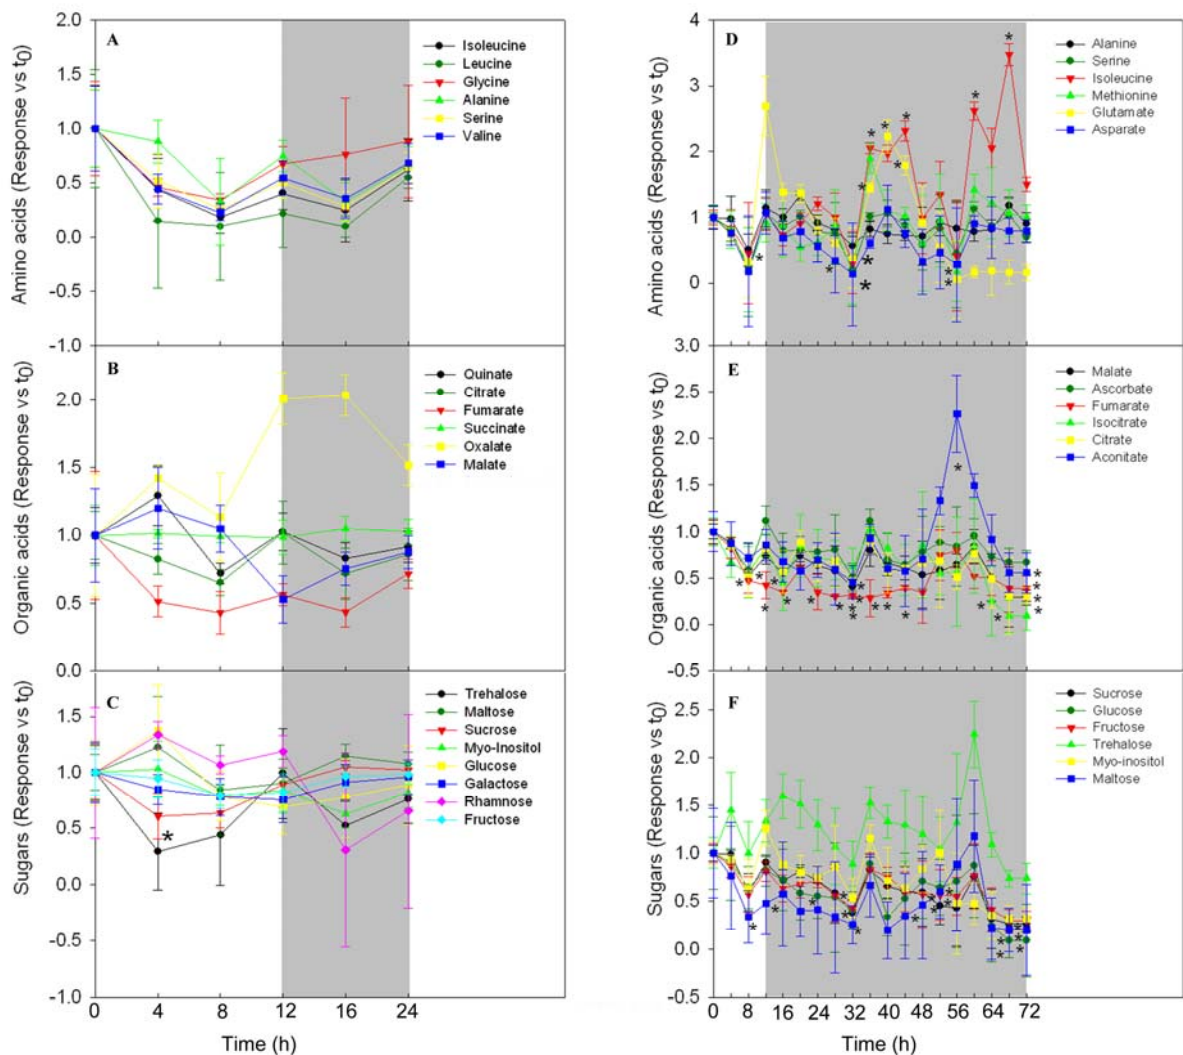 A
Amino acids (Response vs t0)
2.0
1.5
1.0
0.5
0.0
-0.5
-1.0
Isoleucine
Leucine
Glycine
Alanine
Serine
Valine
B
Organic acids (Response vs t0)
2.0
1.5
1.0
0.5
0.0
Quinate
Citrate
Fumarate
Succinate
Oxalate
Malate
C
Sugars (Response vs t0)
1.5
1.0
0.5
0.0
-0.5
-1.0
Trehalose
Maltose
Sucrose
Myo-Inositol
Glucose
Galactose
Rhamnose
Fructose
*
0 4 8 12 16 24
Time (h)
D
Amino acids (Response vs t0)
4
3
2
1
0
Alanine
Serine
Isoleucine
Methionine
Glutamate
Asparate
E
Organic acids (Response vs t0)
3.0
2.5
2.0
1.5
1.0
0.5
0.0
-0.5
Malate
Ascorbate
Fumarate
Isocitrate
Citrate
Aconitate
F
Sugars (Response vs t0)
2.5
2.0
1.5
1.0
0.5
0.0
-0.5
Sucrose
Glucose
Fructose
Trehalose
Myo-inositol
Maltose
0 8 16 24 32 40 48 56 64 72
Time (h)